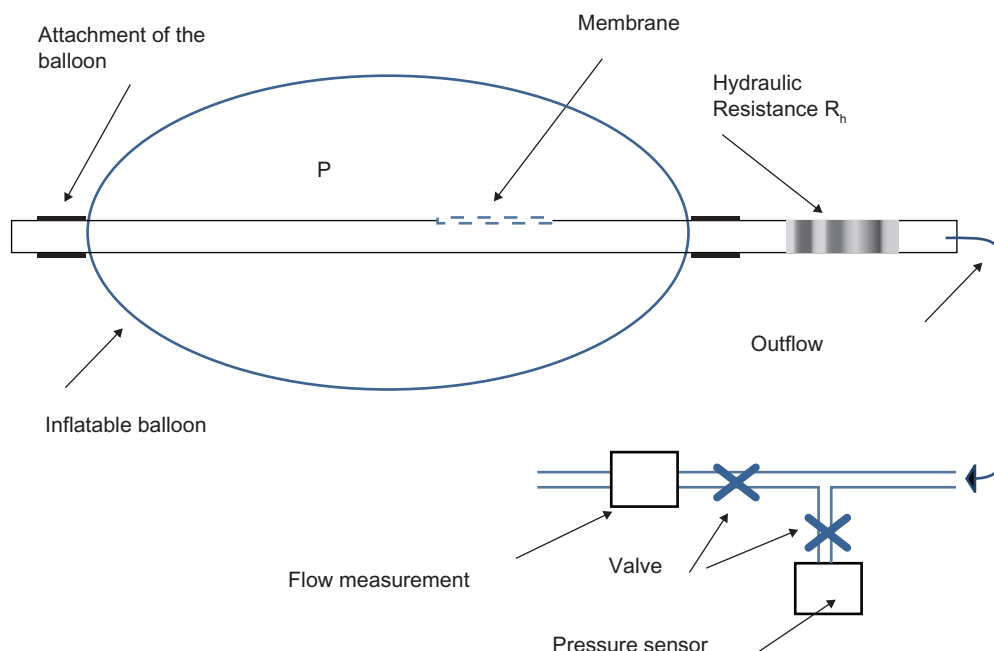 Attachment of the
balloon
Membrane
Hydraulic
Resistance Rₕ
P
Outflow
Inflatable balloon
Flow measurement
Valve
Pressure sensor